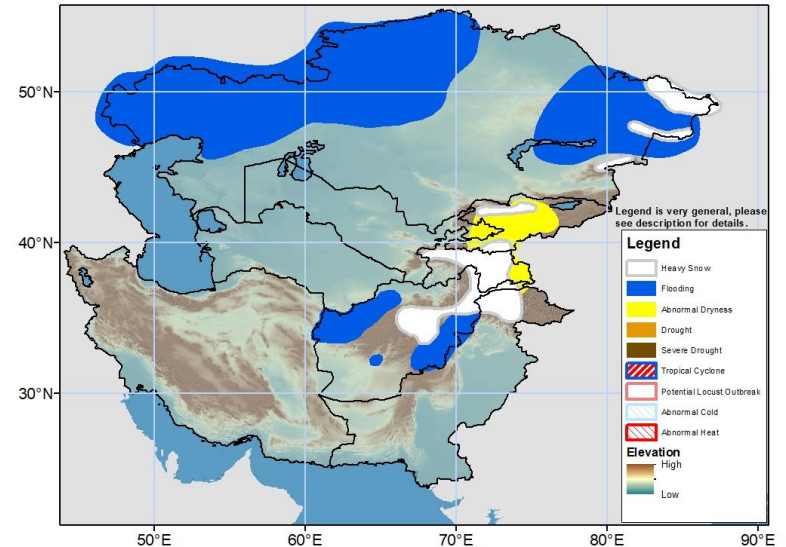 50°N
40°N
30°N
50°E
60°E
70°E
80°E
90°E
Legend is very general, please
see description for details.
Legend
Heavy Snow
Flooding
Abnormal Dryness
Drought
Severe Drought
Tropical Cyclone
Potential Locust Outbreak
Abnormal Cold
Abnormal Heat
Elevation
High
Low